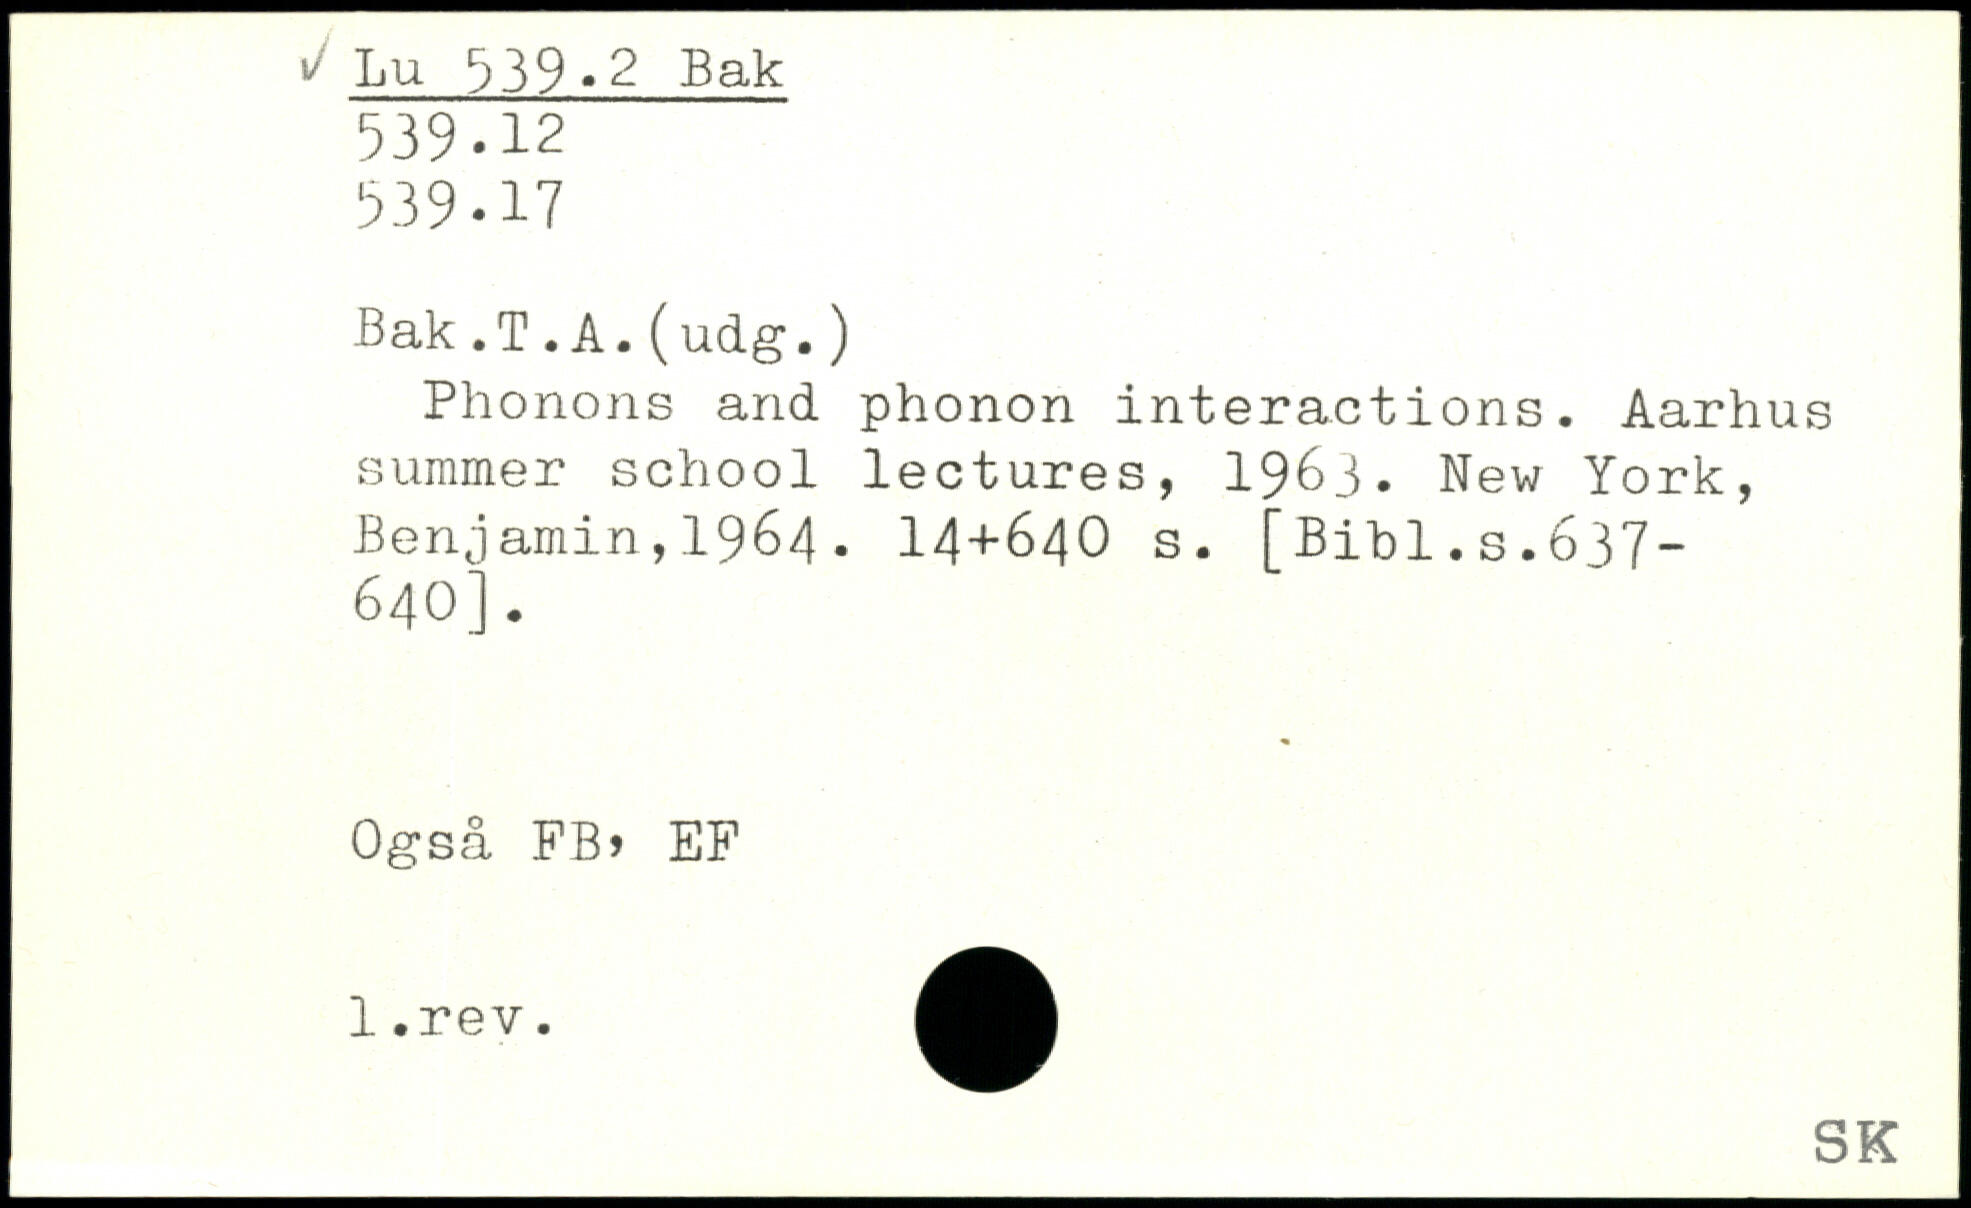 ✓ Lu 539.2 Bak
539.12
539.17
Bak.T.A.(udg.)
Phonons and phonon interactions. Aarhus
summer school lectures, 1963. New York,
Benjamin,1964. 14+640 s. [Bibl.s.637-
640].
Også FB, EF
1.rev.
SK